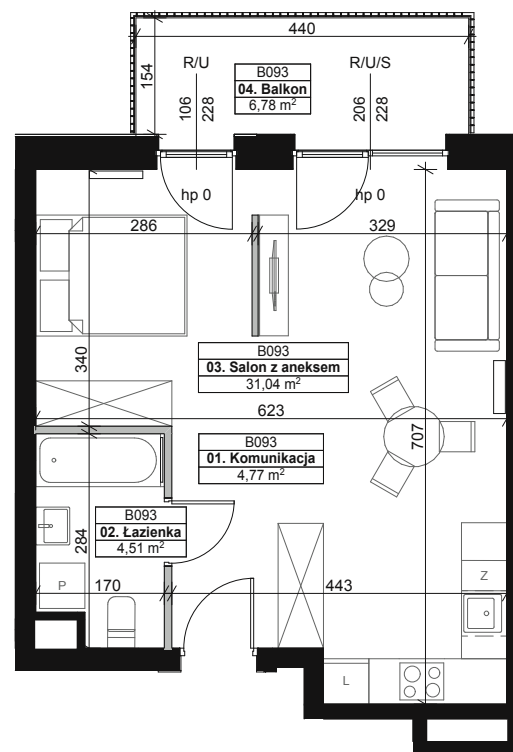 440
154
R/U
R/U/S
B093
04. Balkon
6,78 m²
106
228
206
228
hp 0
hp 0
286
329
B093
03. Salon z aneksem
31,04 m²
340
623
B093
01. Komunikacja
4,77 m²
707
B093
02. Łazienka
4,51 m²
284
P
Z
170
443
L